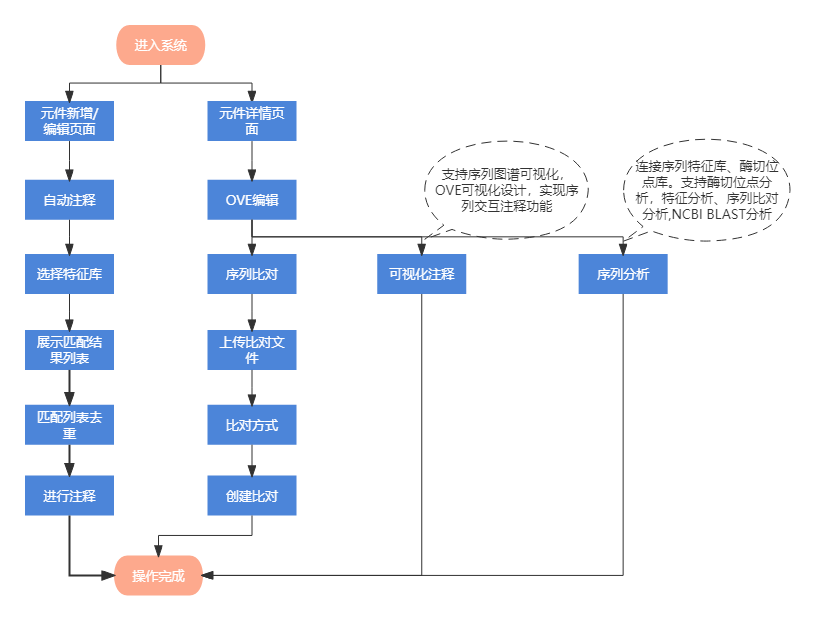 进入系统
元件新增/
编辑页面
元件详情页
面
支持序列图谱可视化，
OVE可视化设计，实现序
列交互注释功能
连接序列特征库、酶切位
点库。支持酶切位点分
析，特征分析、序列比对
分析,NCBI BLAST分析
自动注释
OVE编辑
选择特征库
序列比对
可视化注释
序列分析
展示匹配结
果列表
上传比对文
件
匹配列表去
重
比对方式
进行注释
创建比对
操作完成